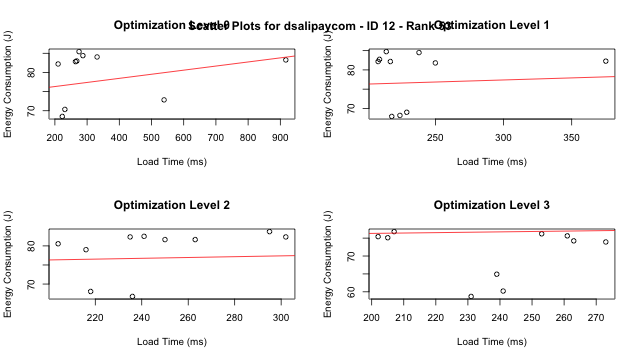 Scatter Plots for dsalipaycom - ID 12 - Rank
Optimization Level 0
Optimization Level 1
Energy Consumption (J)
80
70
200 300 400 500 600 700 800 900
Load Time (ms)
Energy Consumption (J)
80
70
250 300 350
Load Time (ms)
Optimization Level 2
Optimization Level 3
Energy Consumption (J)
80
70
220 240 260 280 300
Load Time (ms)
Energy Consumption (J)
70
60
200 210 220 230 240 250 260 270
Load Time (ms)